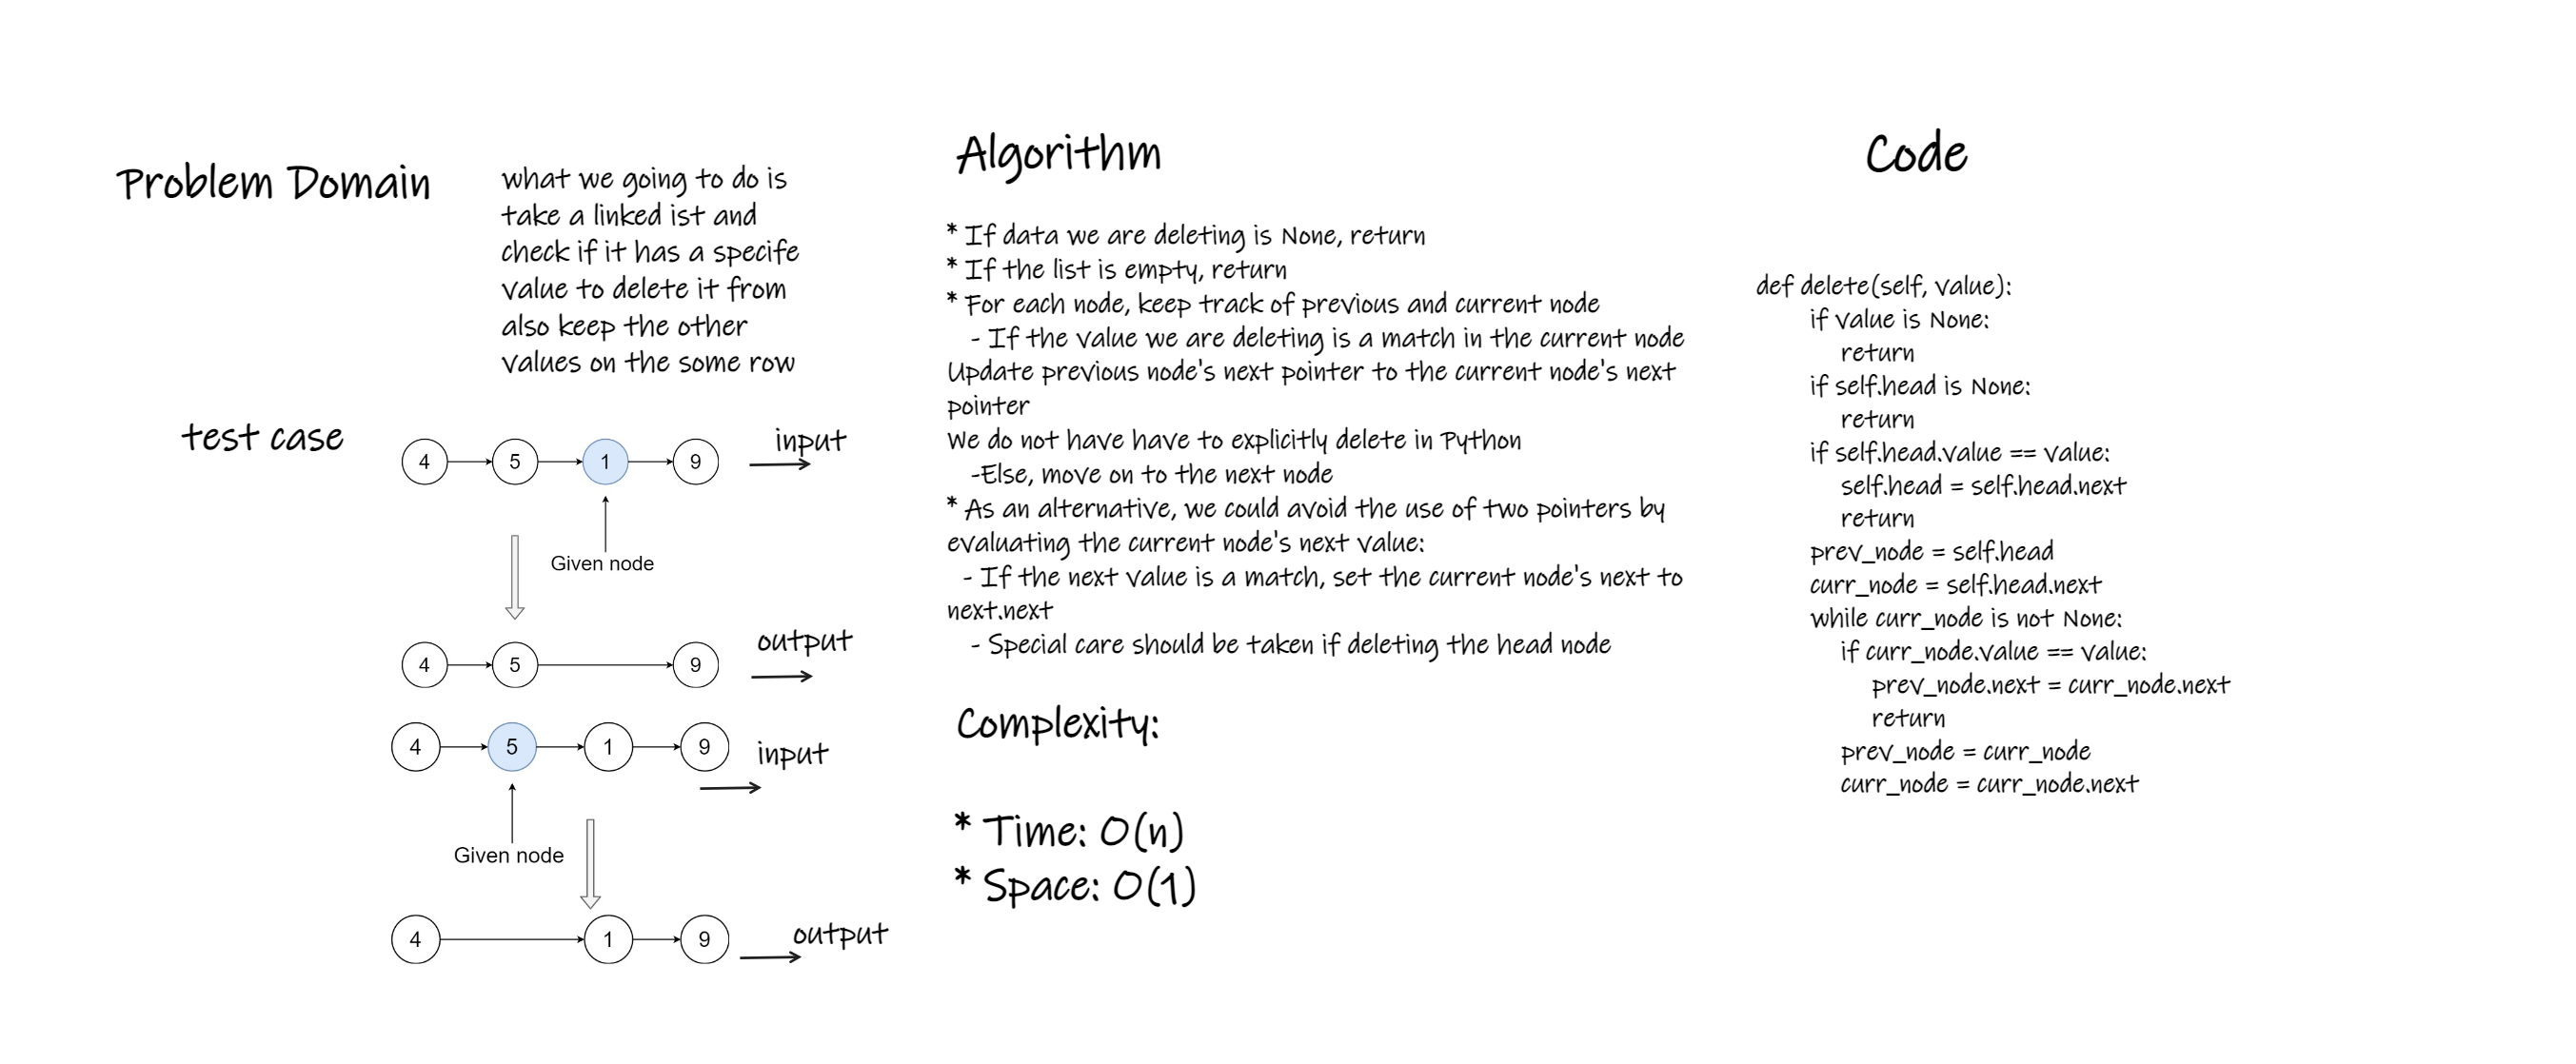 Problem Domain
what we going to do is
take a linked ist and
check if it has a specife
value to delete it from
also keep the other
values on the some row
test case
4 5 1 9
input
Given node
4 5 9
output
4 5 1 9
input
Given node
4 1 9
output
Algorithm
* If data we are deleting is None, return
* If the list is empty, return
* For each node, keep track of previous and current node
- If the value we are deleting is a match in the current node
Update previous node's next pointer to the current node's next
pointer
We do not have have to explicitly delete in Python
-Else, move on to the next node
* As an alternative, we could avoid the use of two pointers by
evaluating the current node's next value:
- If the next value is a match, set the current node's next to
next.next
- Special care should be taken if deleting the head node
Complexity:
* Time: O(n)
* Space: O(1)
Code
def delete(self, value):
if value is None:
return
if self.head is None:
return
if self.head.value == value:
self.head = self.head.next
return
prev_node = self.head
curr_node = self.head.next
while curr_node is not None:
if curr_node.value == value:
prev_node.next = curr_node.next
return
prev_node = curr_node
curr_node = curr_node.next